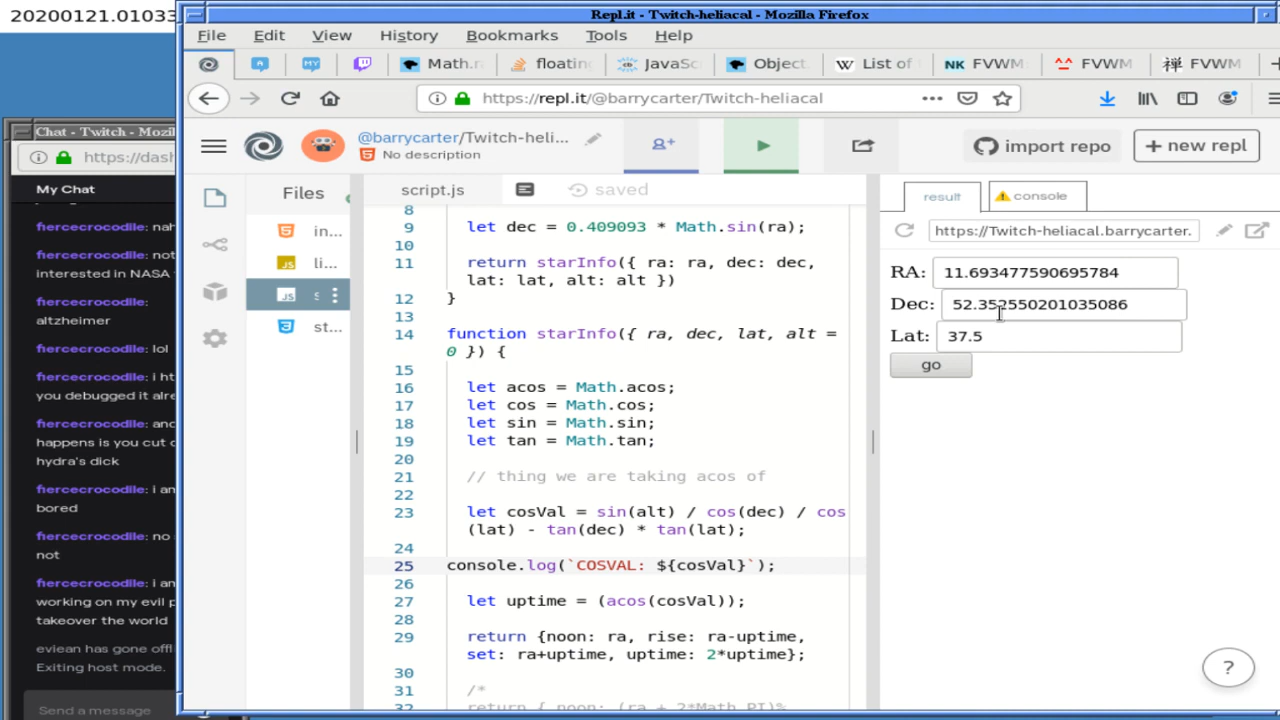 20200121.01033
Repl.it - Twitch-heliacal - Mozilla Firefox
File Edit View History Bookmarks Tools Help
Math.r
floating
JavaSc
Object.
W List of
NK FVWM
FVWM
禅 FVWM
https://repl.it/@barrycarter/Twitch-heliacal
Chat - Twitch - Mozil
https://dash
My Chat
fiercecrocodile: nah
fiercecrocodile: not
interested in NASA
fiercecrocodile:
altzheimer
fiercecrocodile: lol
fiercecrocodile: i ht
you debugged it alre
fiercecrocodile: and
happens is you cut o
hydra's dick
fiercecrocodile: i am
bored
fiercecrocodile: no
not
fiercecrocodile: i am
working on my evil p
takeover the world
eviean has gone offl
Exiting host mode.
Send a message
@barrycarter/Twitch-heli...
No description
import repo
+ new repl
Files
in...
JS li...
JS s
st...
script.js
saved
8
9 let dec = 0.409093 * Math.sin(ra);
10
11 return starInfo({ ra: ra, dec: dec,
lat: lat, alt: alt })
12 }
13
14 function starInfo({ ra, dec, lat, alt =
0 }) {
15
16 let acos = Math.acos;
17 let cos = Math.cos;
18 let sin = Math.sin;
19 let tan = Math.tan;
20
21 // thing we are taking acos of
22
23 let cosVal = sin(alt) / cos(dec) / cos
(lat) - tan(dec) * tan(lat);
24
25 console.log(`COSVAL: ${cosVal}`);
26
27 let uptime = (acos(cosVal));
28
29 return {noon: ra, rise: ra-uptime,
set: ra+uptime, uptime: 2*uptime};
30
31 /*
32 return { noon: (ra + 2*Math.PI)%
result
console
https://Twitch-heliacal.barrycarter.
RA: 11.693477590695784
Dec: 52.352550201035086
Lat: 37.5
go
?